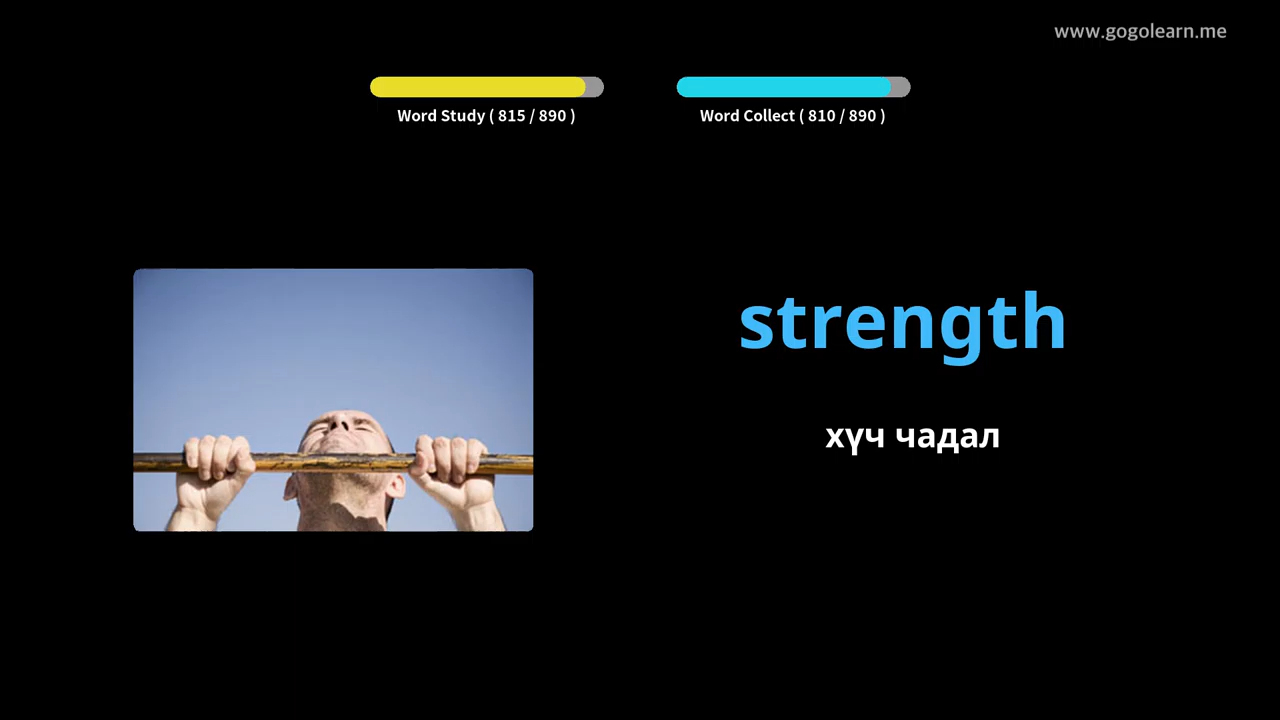 www.gogolearn.me
Word Study ( 815 / 890 )
Word Collect ( 810 / 890 )
strength
хүч чадал